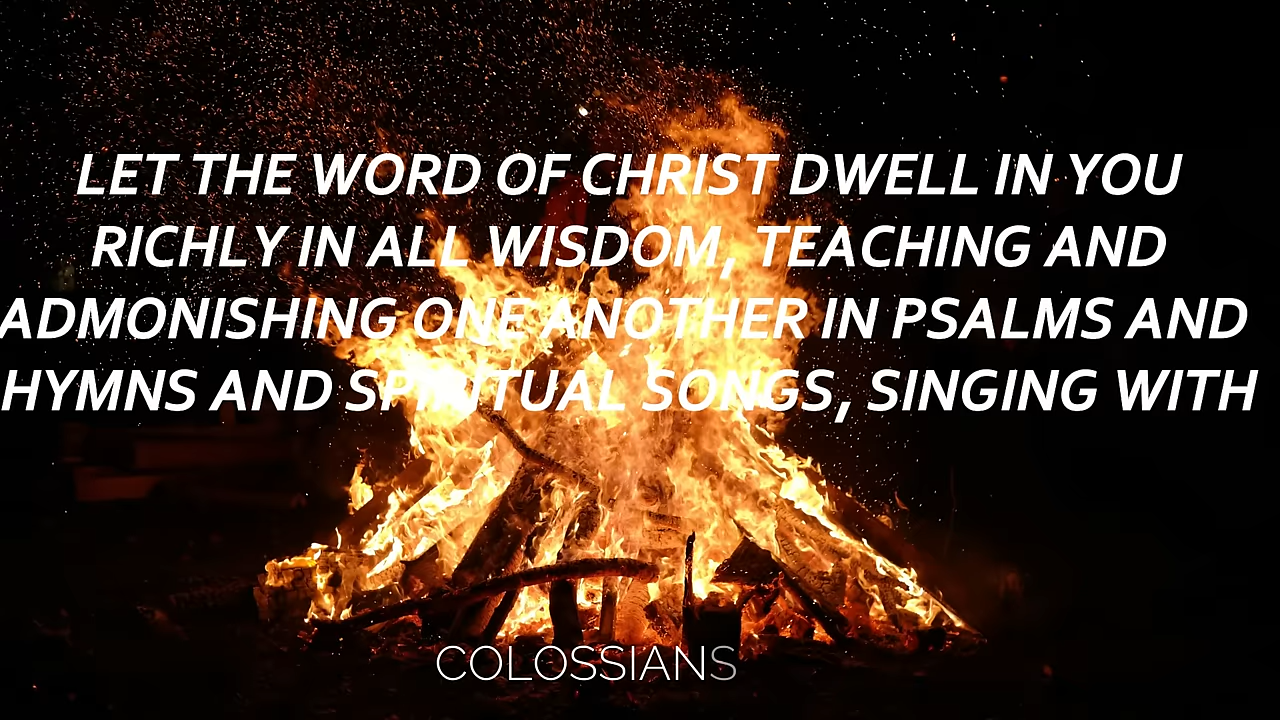 LET THE WORD OF CHRIST DWELL IN YOU
RICHLY IN ALL WISDOM, TEACHING AND
ADMONISHING ONE ANOTHER IN PSALMS AND
HYMNS AND SPIRITUAL SONGS, SINGING WITH
COLOSSIANS